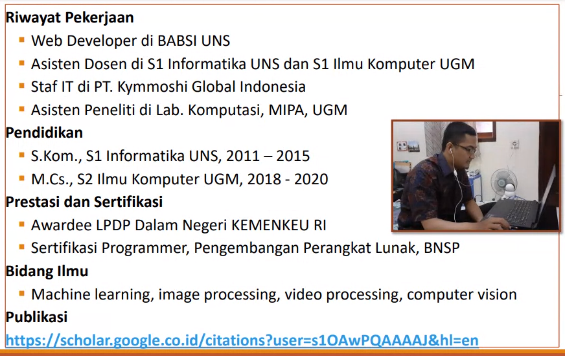 Riwayat Pekerjaan
▪ Web Developer di BABSI UNS
▪ Asisten Dosen di S1 Informatika UNS dan S1 Ilmu Komputer UGM
▪ Staf IT di PT. Kymmoshi Global Indonesia
▪ Asisten Peneliti di Lab. Komputasi, MIPA, UGM
Pendidikan
▪ S.Kom., S1 Informatika UNS, 2011 – 2015
▪ M.Cs., S2 Ilmu Komputer UGM, 2018 - 2020
Prestasi dan Sertifikasi
▪ Awardee LPDP Dalam Negeri KEMENKEU RI
▪ Sertifikasi Programmer, Pengembangan Perangkat Lunak, BNSP
Bidang Ilmu
▪ Machine learning, image processing, video processing, computer vision
Publikasi
https://scholar.google.co.id/citations?user=s1OAwPQAAAAJ&hl=en